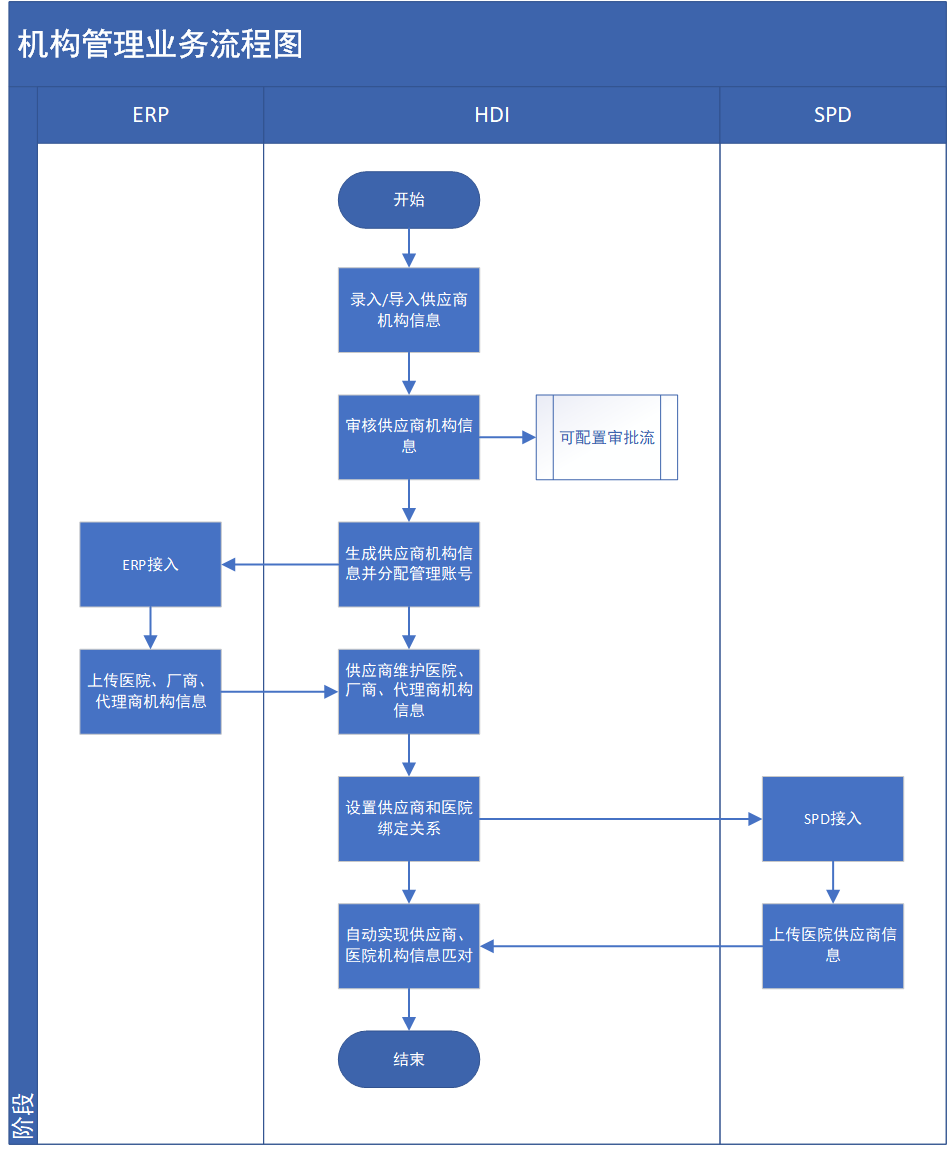 机构管理业务流程图
ERP
HDI
SPD
开始
录入/导入供应商
机构信息
审核供应商机构信
息
可配置审批流
ERP接入
生成供应商机构信
息并分配管理账号
上传医院、厂商、
代理商机构信息
供应商维护医院、
厂商、代理商机构
信息
设置供应商和医院
绑定关系
SPD接入
自动实现供应商、
医院机构信息匹对
上传医院供应商信
息
结束
阶段